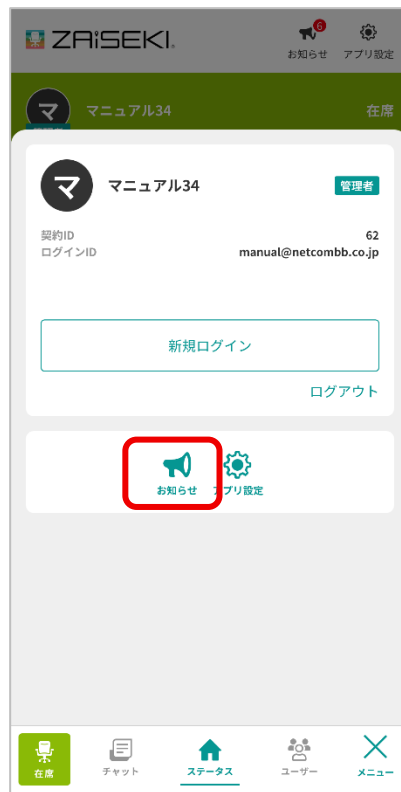 ZAiSEKI.
6
お知らせ アプリ設定
マ マニュアル34 在席
マ マニュアル34 管理者
契約ID 62
ログインID manual@netcombb.co.jp
新規ログイン
ログアウト
お知らせ アプリ設定
在席 チャット ステータス ユーザー メニュー